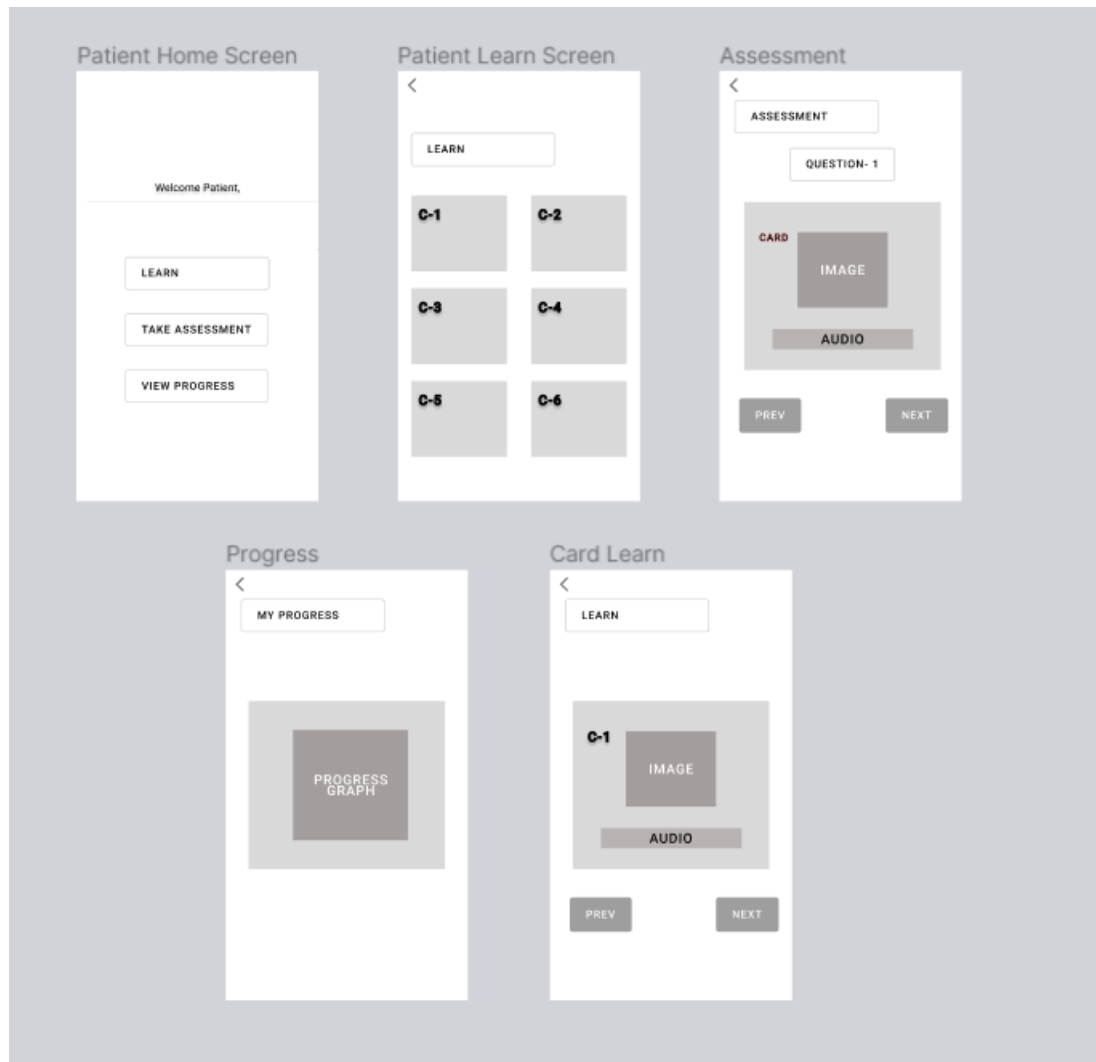 Patient Home Screen
Welcome Patient,
LEARN
TAKE ASSESSMENT
VIEW PROGRESS
Patient Learn Screen
LEARN
C-1
C-2
C-3
C-4
C-5
C-6
Assessment
ASSESSMENT
QUESTION- 1
CARD
IMAGE
AUDIO
PREV
NEXT
Progress
MY PROGRESS
PROGRESS
GRAPH
Card Learn
LEARN
C-1
IMAGE
AUDIO
PREV
NEXT